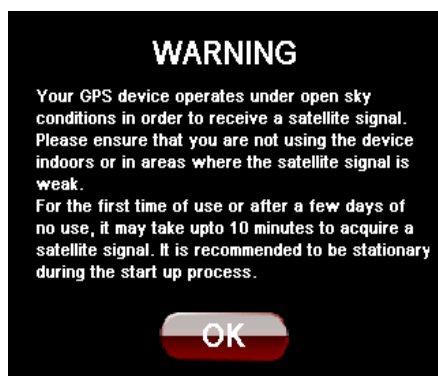 WARNING
Your GPS device operates under open sky
conditions in order to receive a satellite signal.
Please ensure that you are not using the device
indoors or in areas where the satellite signal is
weak.
For the first time of use or after a few days of
no use, it may take upto 10 minutes to acquire a
satellite signal. It is recommended to be stationary
during the start up process.
OK